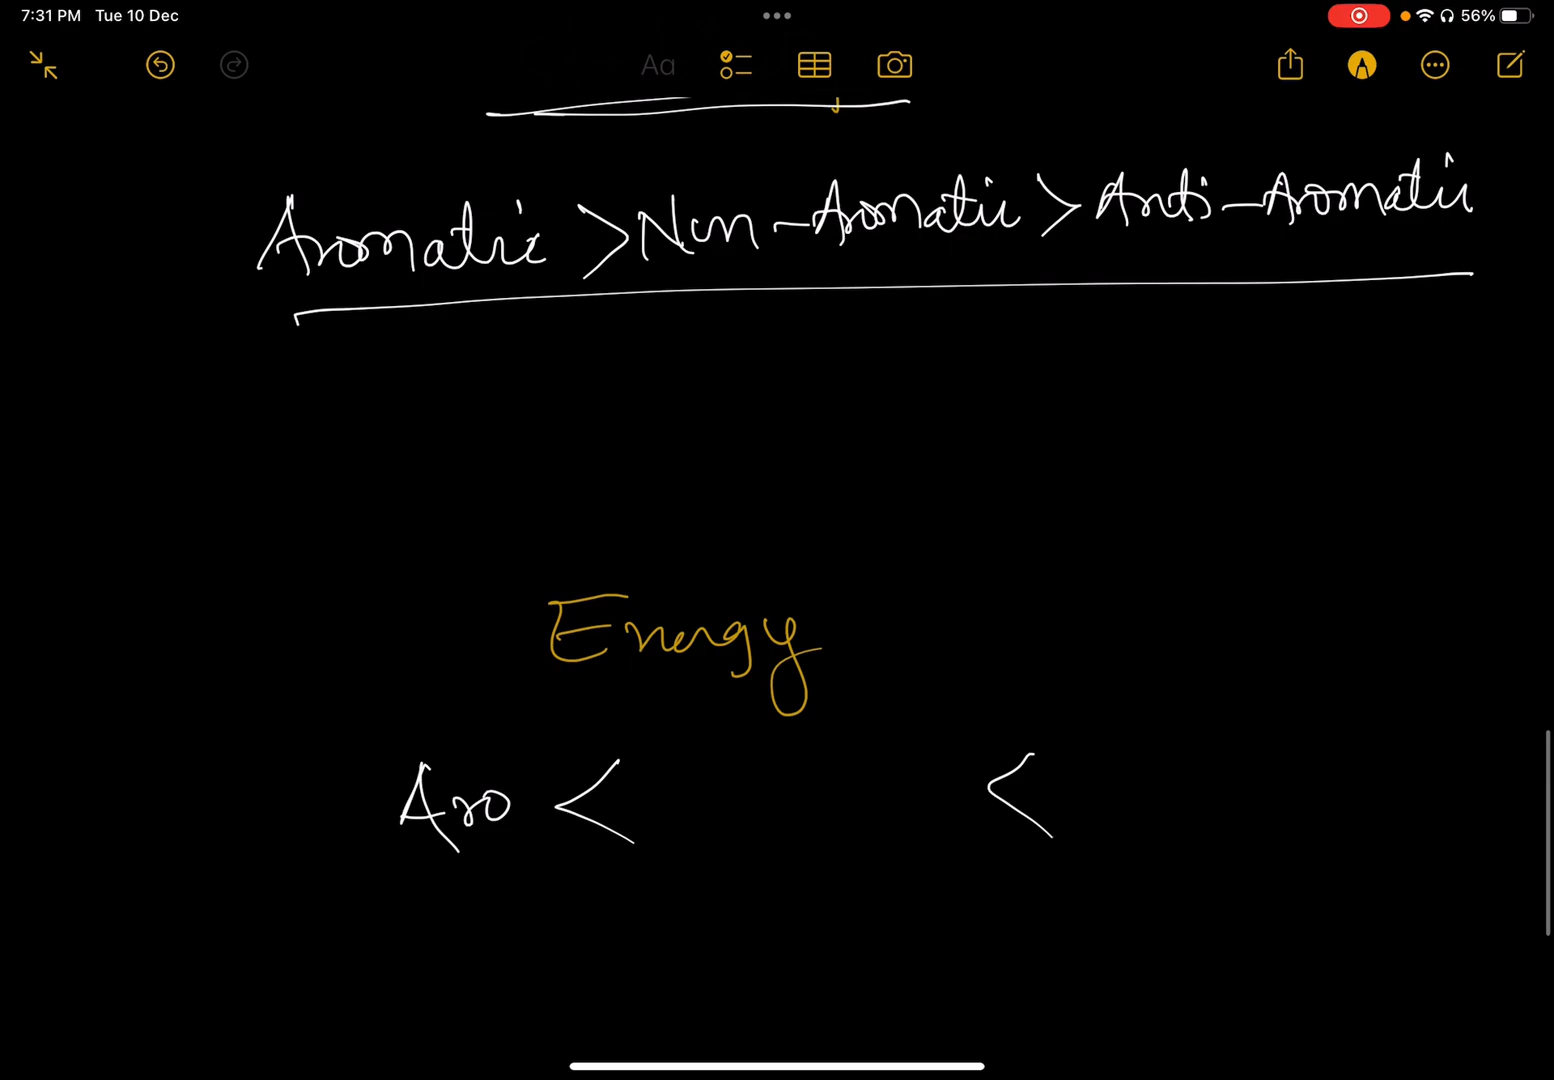 7:31 PM Tue 10 Dec 56%
Aa
Aromatic > Non-Aromatic > Anti-Aromatic
Energy
Aro < <